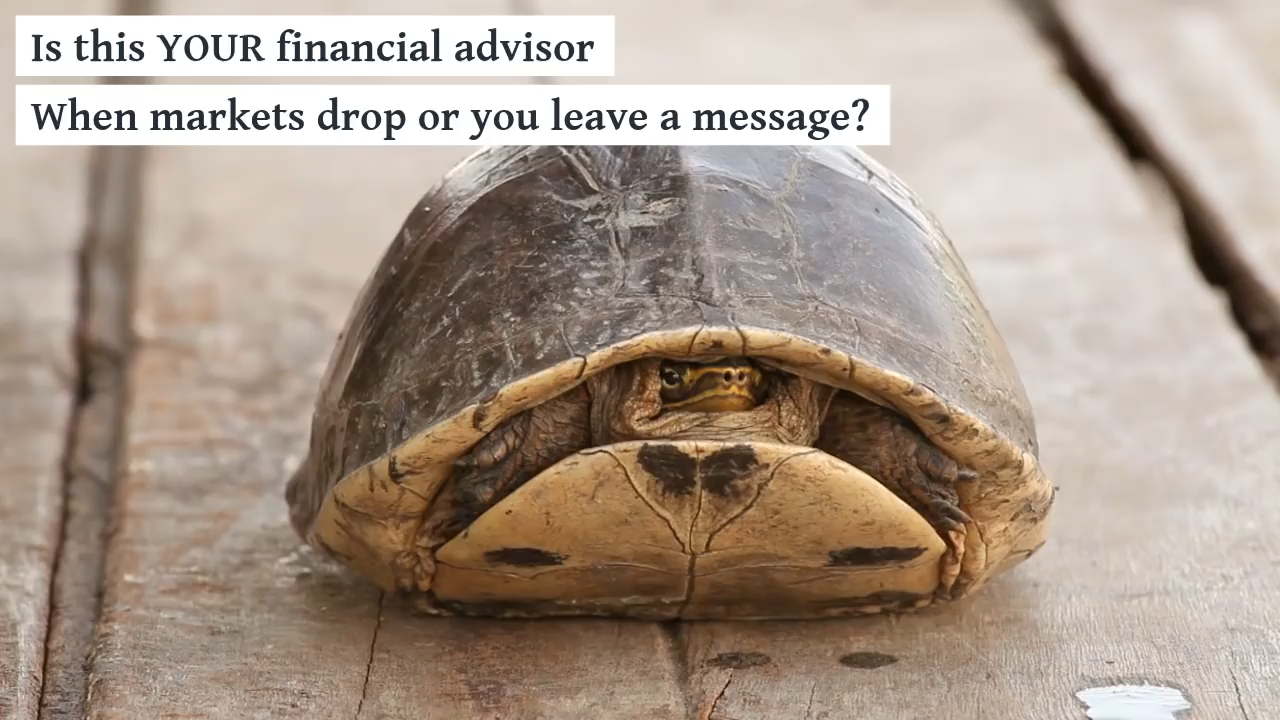 Is this YOUR financial advisor
When markets drop or you leave a message?